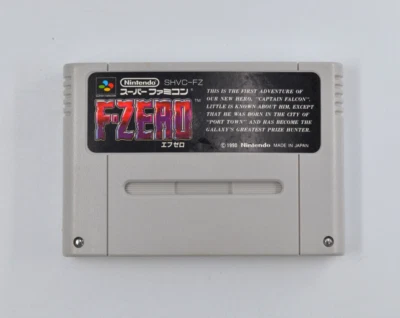 Nintendo SHVC-FZ
スーパーファミコン®
F-ZERO™
エフゼロ
THIS IS THE FIRST ADVENTURE OF
OUR NEW HERO, "CAPTAIN FALCON".
LITTLE IS KNOWN ABOUT HIM, EXCEPT
THAT HE WAS BORN IN THE CITY OF
"PORT TOWN" AND HAS BECOME THE
GALAXY'S GREATEST PRIZE HUNTER.
©1990 Nintendo MADE IN JAPAN